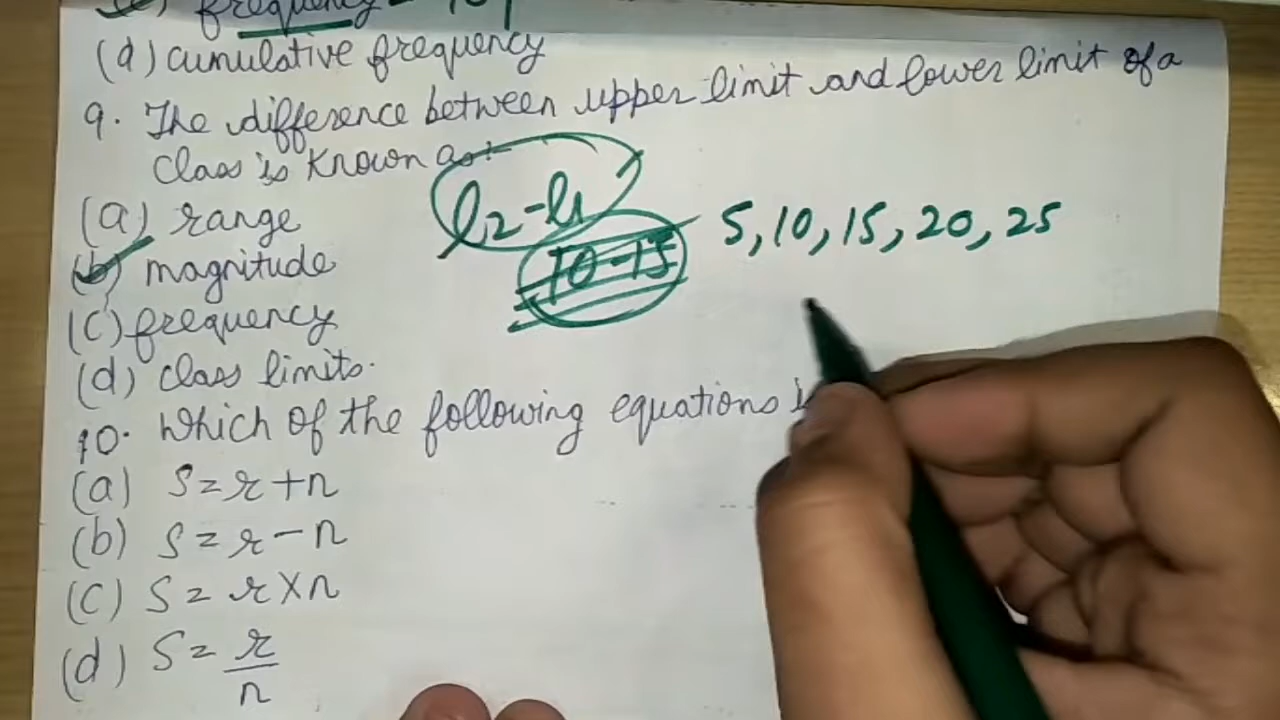 frequency
(d) cumulative frequency
9. The difference between upper limit and lower limit of a
class is known as:-
l2-l1
(a) range
5, 10, 15, 20, 25
(b) magnitude
10-15
(c) frequency
(d) class limits.
10. Which of the following equations
(a) S = r + n
(b) S = r - n
(c) S = r x n
(d) S = r/n